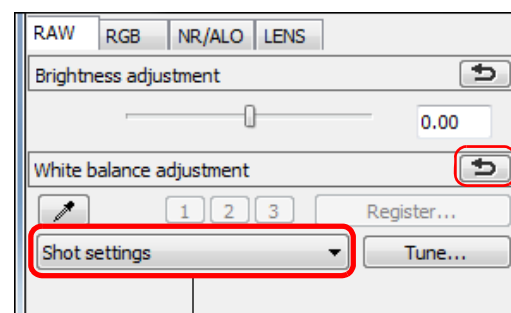 RAW RGB NR/ALO LENS
Brightness adjustment
0.00
White balance adjustment
1 2 3 Register...
Shot settings Tune...